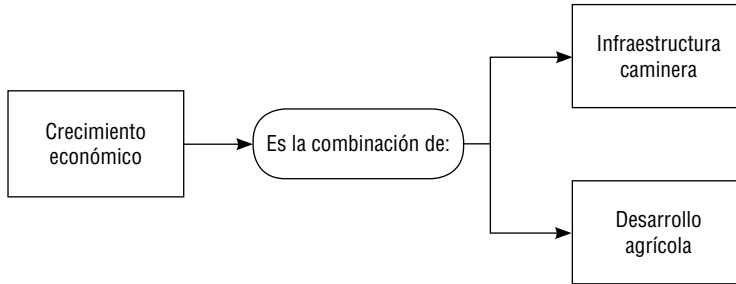 Crecimiento
económico
Es la combinación de:
Infraestructura
caminera
Desarrollo
agrícola